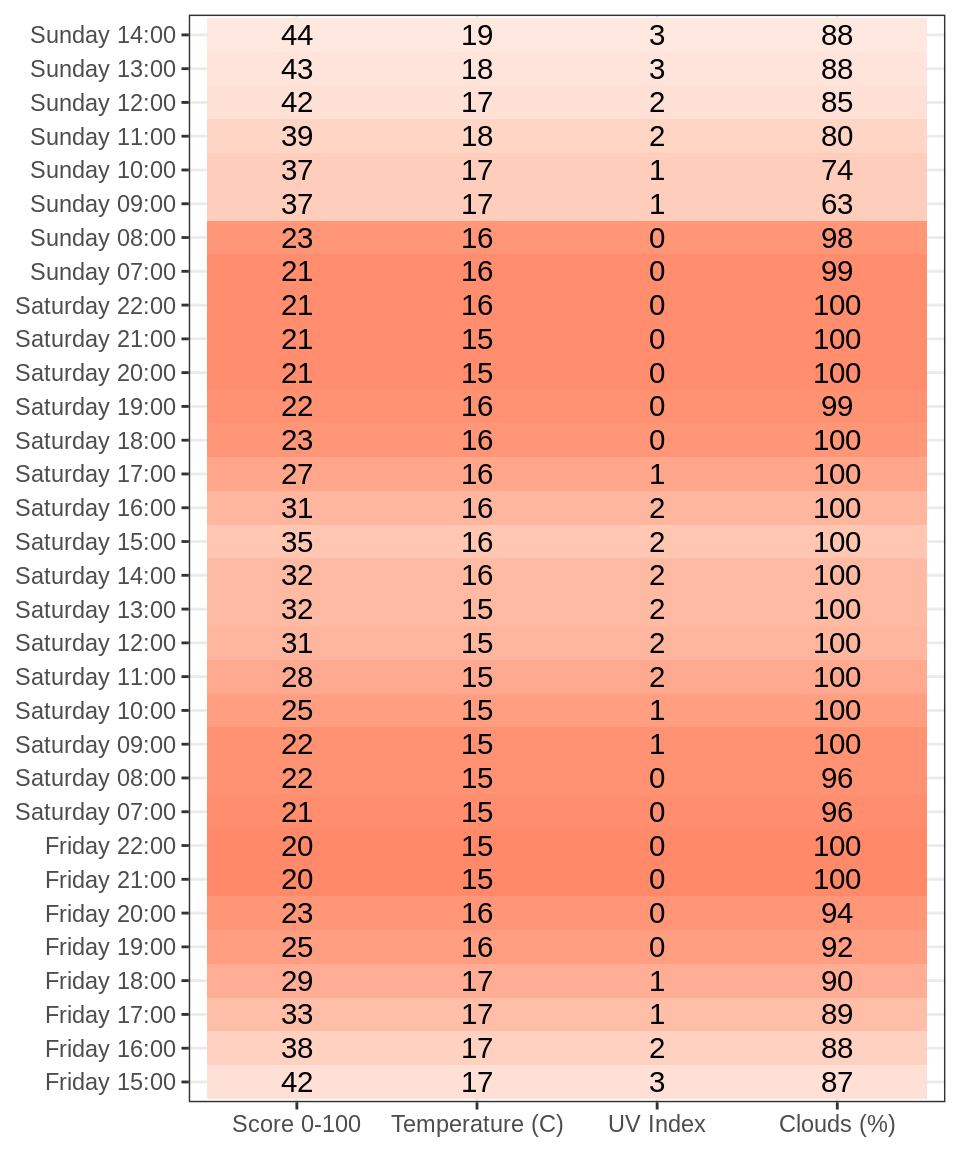 Sunday 14:00 44 19 3 88
Sunday 13:00 43 18 3 88
Sunday 12:00 42 17 2 85
Sunday 11:00 39 18 2 80
Sunday 10:00 37 17 1 74
Sunday 09:00 37 17 1 63
Sunday 08:00 23 16 0 98
Sunday 07:00 21 16 0 99
Saturday 22:00 21 16 0 100
Saturday 21:00 21 15 0 100
Saturday 20:00 21 15 0 100
Saturday 19:00 22 16 0 99
Saturday 18:00 23 16 0 100
Saturday 17:00 27 16 1 100
Saturday 16:00 31 16 2 100
Saturday 15:00 35 16 2 100
Saturday 14:00 32 16 2 100
Saturday 13:00 32 15 2 100
Saturday 12:00 31 15 2 100
Saturday 11:00 28 15 2 100
Saturday 10:00 25 15 1 100
Saturday 09:00 22 15 1 100
Saturday 08:00 22 15 0 96
Saturday 07:00 21 15 0 96
Friday 22:00 20 15 0 100
Friday 21:00 20 15 0 100
Friday 20:00 23 16 0 94
Friday 19:00 25 16 0 92
Friday 18:00 29 17 1 90
Friday 17:00 33 17 1 89
Friday 16:00 38 17 2 88
Friday 15:00 42 17 3 87
Score 0-100 Temperature (C) UV Index Clouds (%)